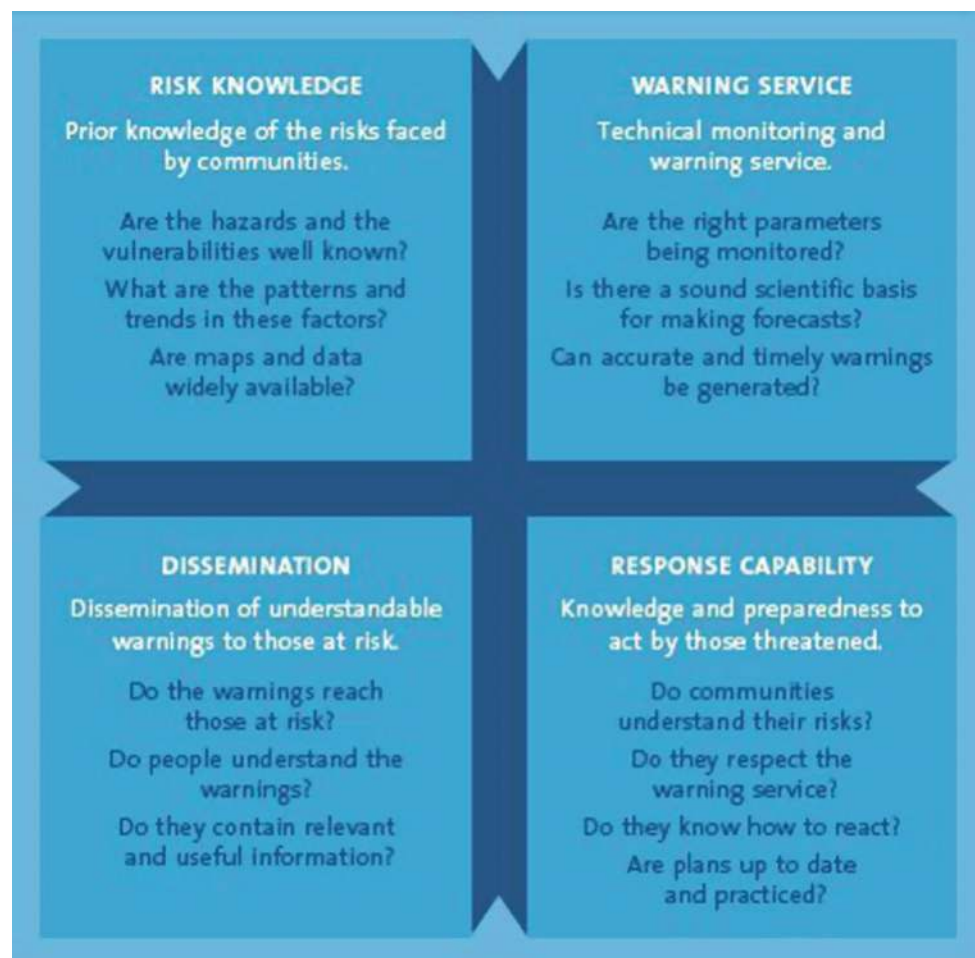 RISK KNOWLEDGE
Prior knowledge of the risks faced
by communities.
Are the hazards and the
vulnerabilities well known?
What are the patterns and
trends in these factors?
Are maps and data
widely available?
WARNING SERVICE
Technical monitoring and
warning service.
Are the right parameters
being monitored?
Is there a sound scientific basis
for making forecasts?
Can accurate and timely warnings
be generated?
DISSEMINATION
Dissemination of understandable
warnings to those at risk.
Do the warnings reach
those at risk?
Do people understand the
warnings?
Do they contain relevant
and useful information?
RESPONSE CAPABILITY
Knowledge and preparedness to
act by those threatened.
Do communities
understand their risks?
Do they respect the
warning service?
Do they know how to react?
Are plans up to date
and practiced?